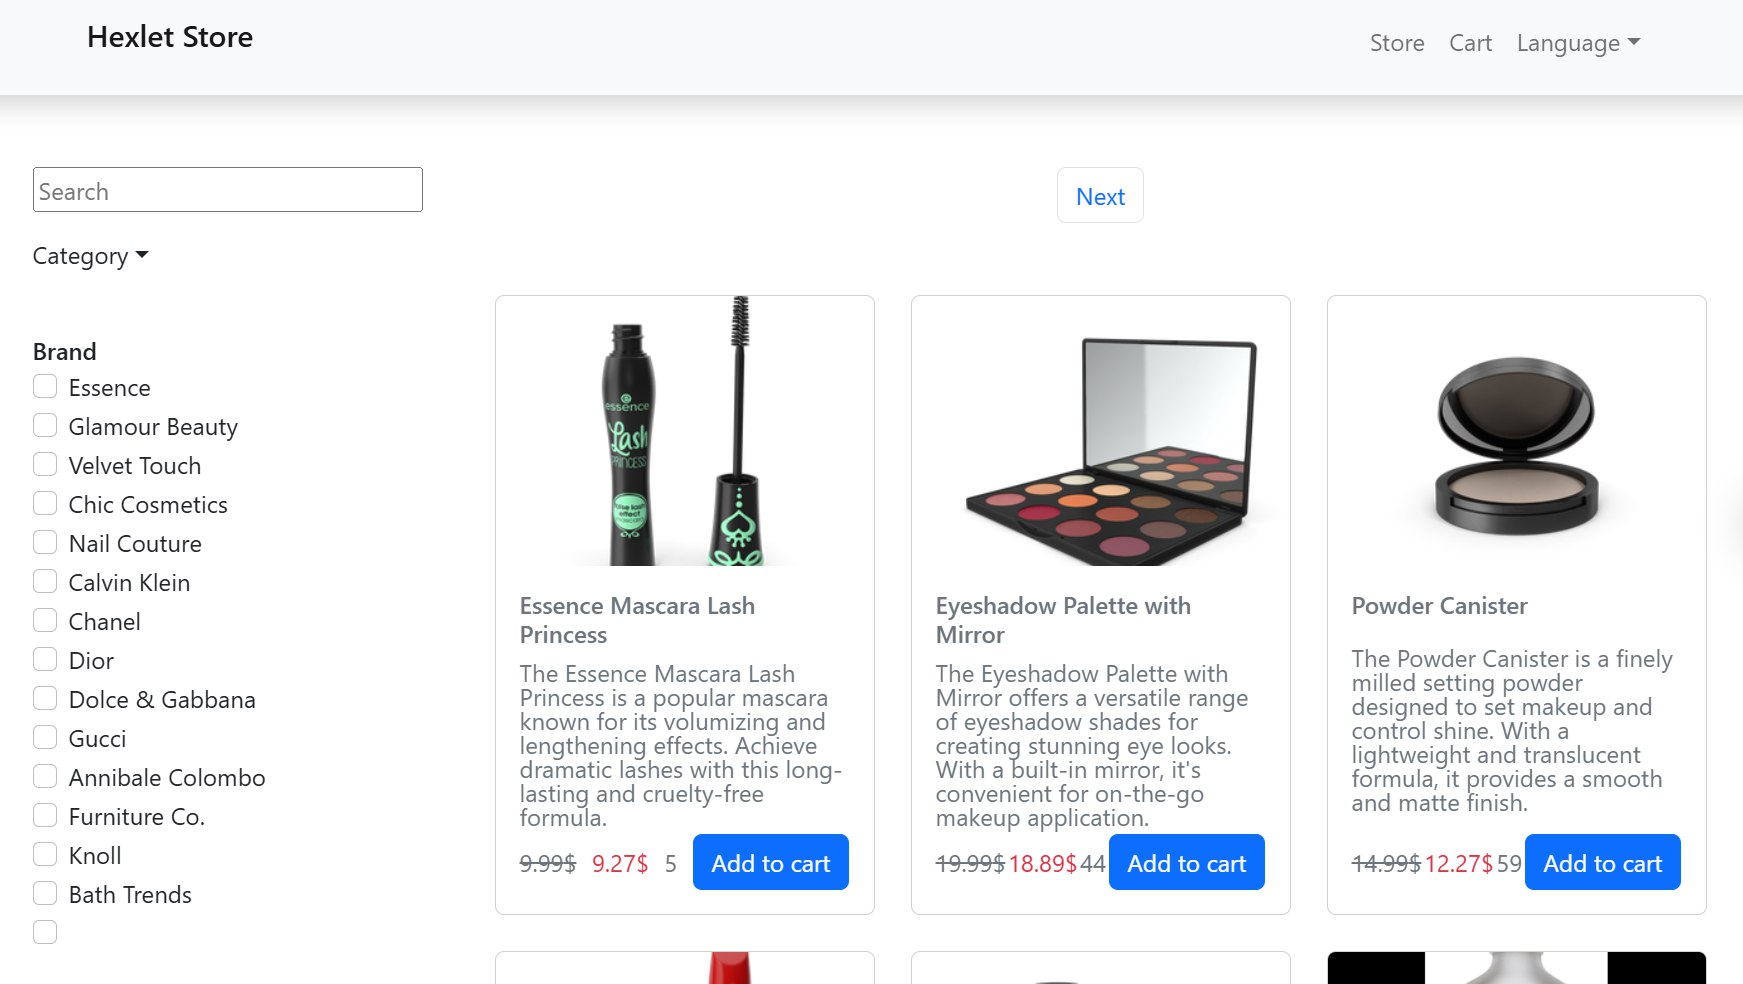 Hexlet Store
Store
Cart
Language
Search
Next
Category
Brand
Essence
Glamour Beauty
Velvet Touch
Chic Cosmetics
Nail Couture
Calvin Klein
Chanel
Dior
Dolce & Gabbana
Gucci
Annibale Colombo
Furniture Co.
Knoll
Bath Trends
essence
Lash
PRINCESS
false lash
effect
Essence Mascara Lash
Princess
The Essence Mascara Lash
Princess is a popular mascara
known for its volumizing and
lengthening effects. Achieve
dramatic lashes with this long-
lasting and cruelty-free
formula.
9.99$ 9.27$ 5 Add to cart
Eyeshadow Palette with
Mirror
The Eyeshadow Palette with
Mirror offers a versatile range
of eyeshadow shades for
creating stunning eye looks.
With a built-in mirror, it's
convenient for on-the-go
makeup application.
19.99$ 18.89$ 44 Add to cart
Powder Canister
The Powder Canister is a finely
milled setting powder
designed to set makeup and
control shine. With a
lightweight and translucent
formula, it provides a smooth
and matte finish.
14.99$ 12.27$ 59 Add to cart